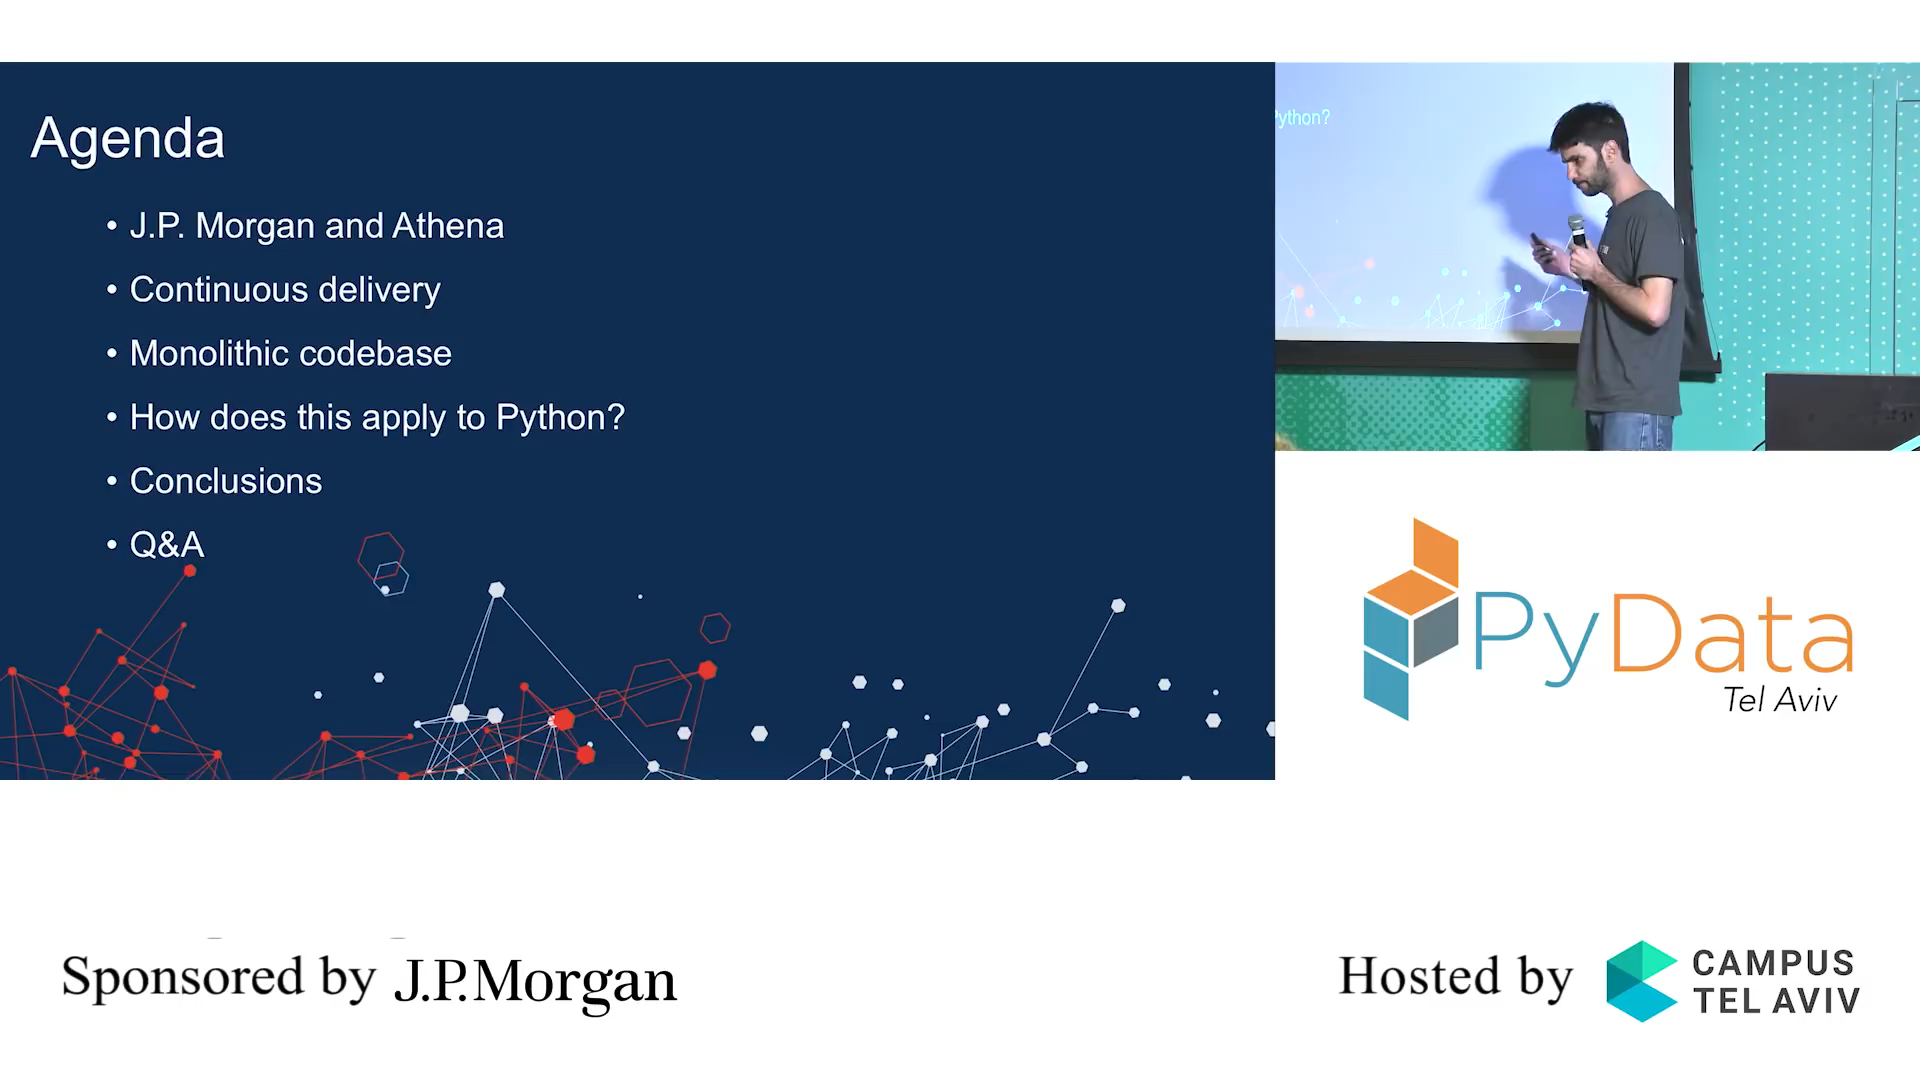 Agenda
• J.P. Morgan and Athena
• Continuous delivery
• Monolithic codebase
• How does this apply to Python?
• Conclusions
• Q&A
Python?
PyData
Tel Aviv
Sponsored by J.P.Morgan
Hosted by
CAMPUS
TEL AVIV